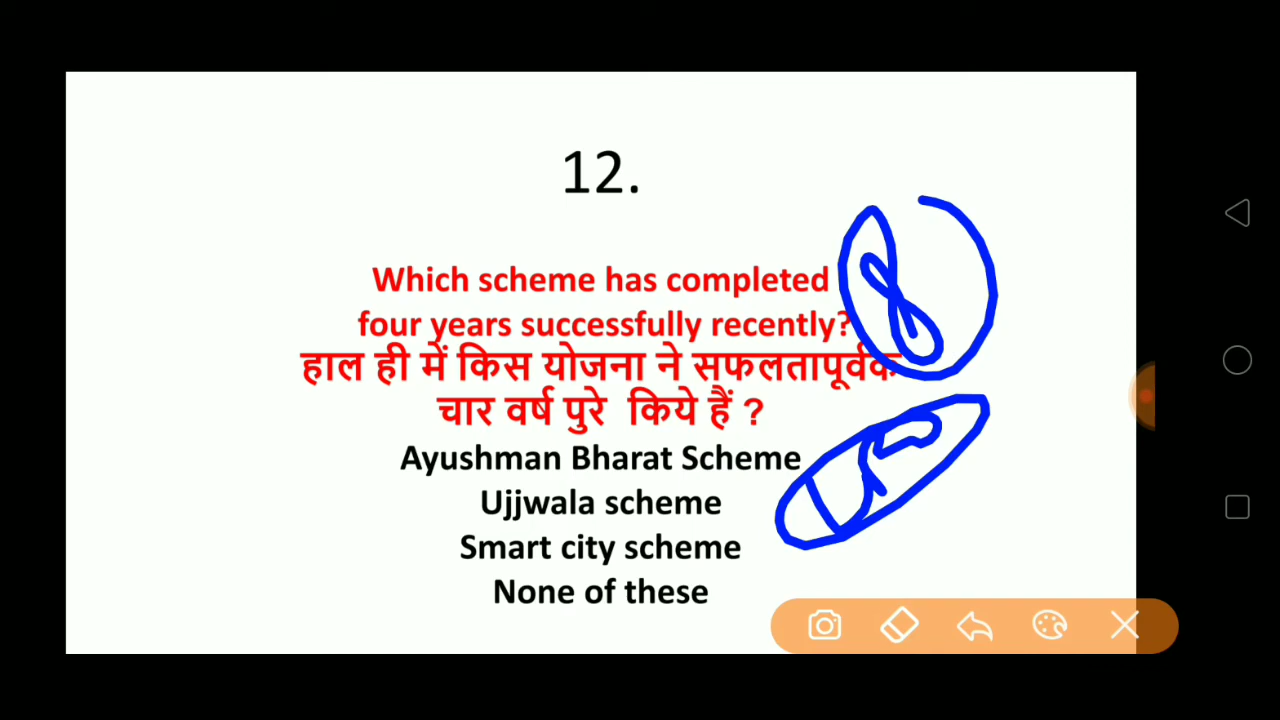 12.
Which scheme has completed
four years successfully recently?
हाल ही में किस योजना ने सफलतापूर्वक
चार वर्ष पुरे किये हैं ?
Ayushman Bharat Scheme
Ujjwala scheme
Smart city scheme
None of these